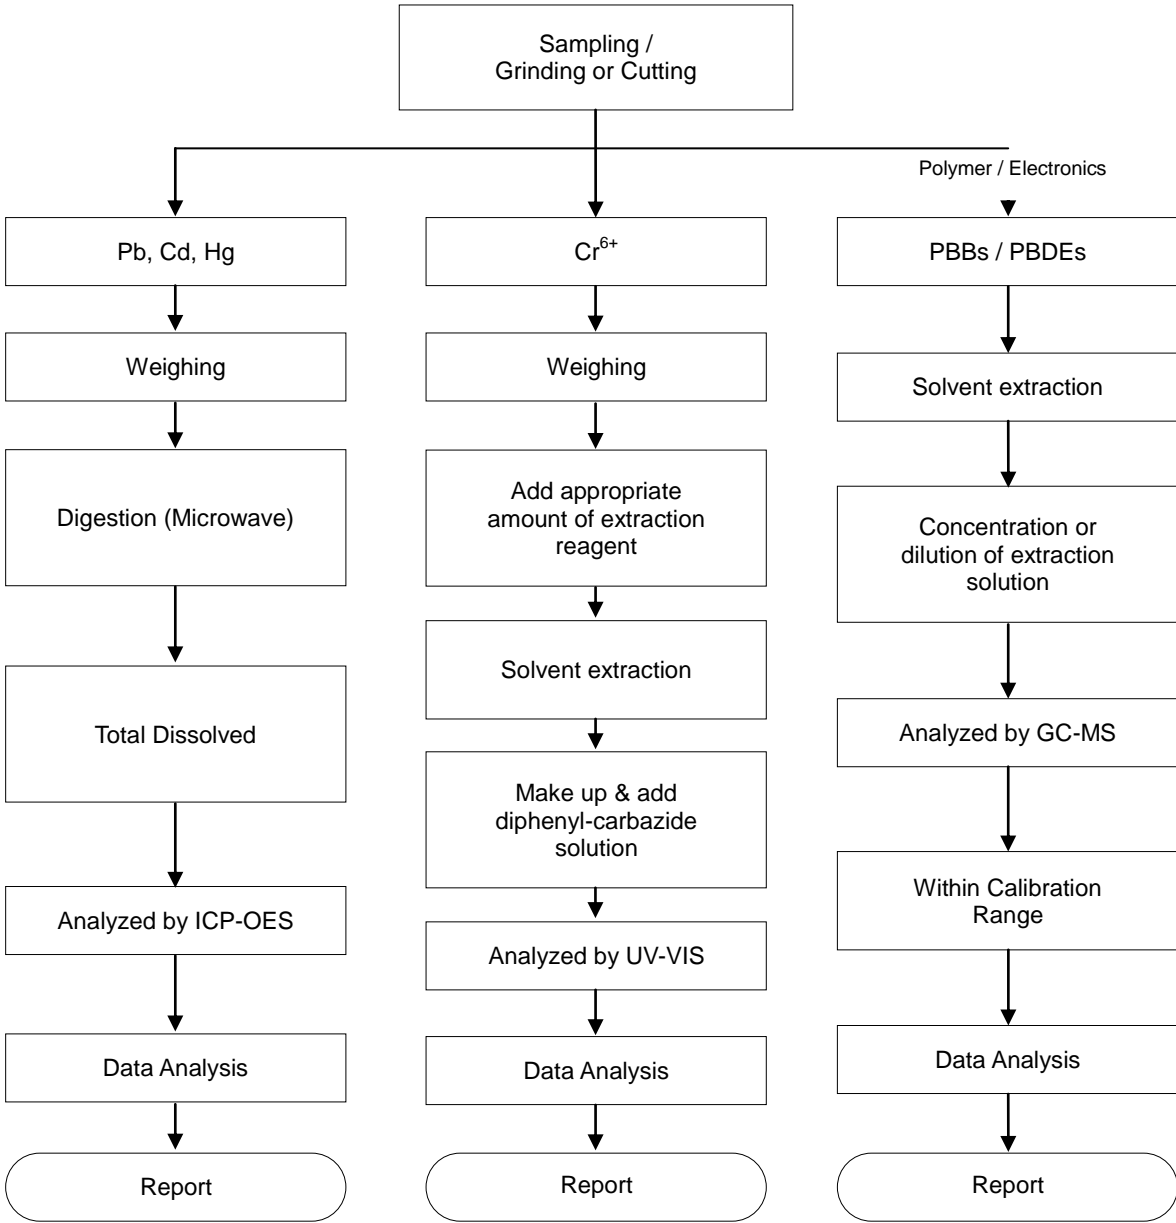 Sampling /
Grinding or Cutting
Polymer / Electronics
Pb, Cd, Hg
Weighing
Digestion (Microwave)
Total Dissolved
Analyzed by ICP-OES
Data Analysis
Report
Cr⁶⁺
Weighing
Add appropriate
amount of extraction
reagent
Solvent extraction
Make up & add
diphenyl-carbazide
solution
Analyzed by UV-VIS
Data Analysis
Report
PBBs / PBDEs
Solvent extraction
Concentration or
dilution of extraction
solution
Analyzed by GC-MS
Within Calibration
Range
Data Analysis
Report